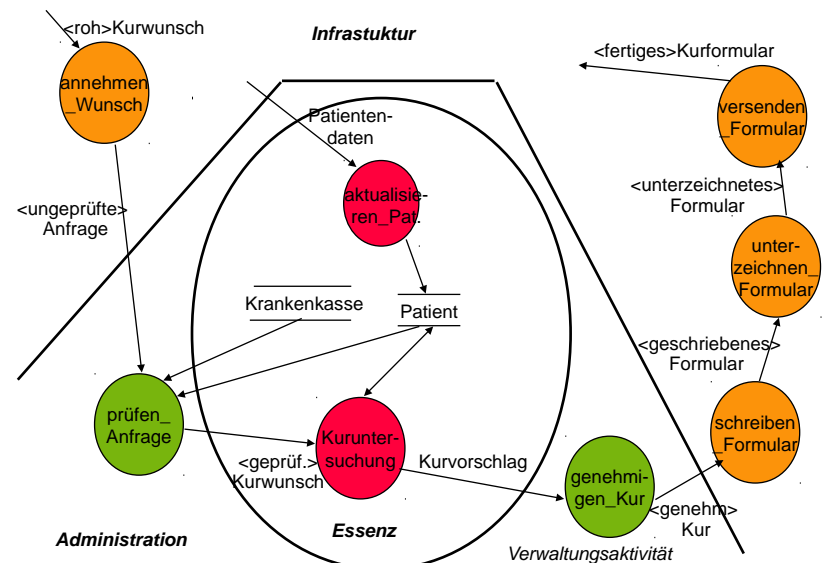 <roh>Kurwunsch
Infrastuktur
<fertiges>Kurformular
annehmen
_Wunsch
versenden
_Formular
Patienten-
daten
<unterzeichnetes>
Formular
<ungeprüfte>
Anfrage
aktualisie-
ren_Pat.
unter-
zeichnen_
Formular
Krankenkasse
Patient
<geschriebenes>
Formular
prüfen_
Anfrage
schreiben
_Formular
Kurunter-
suchung
<geprüf.>
Kurwunsch
Kurvorschlag
genehmi-
gen_Kur
<genehm>
Kur
Administration
Essenz
Verwaltungsaktivität